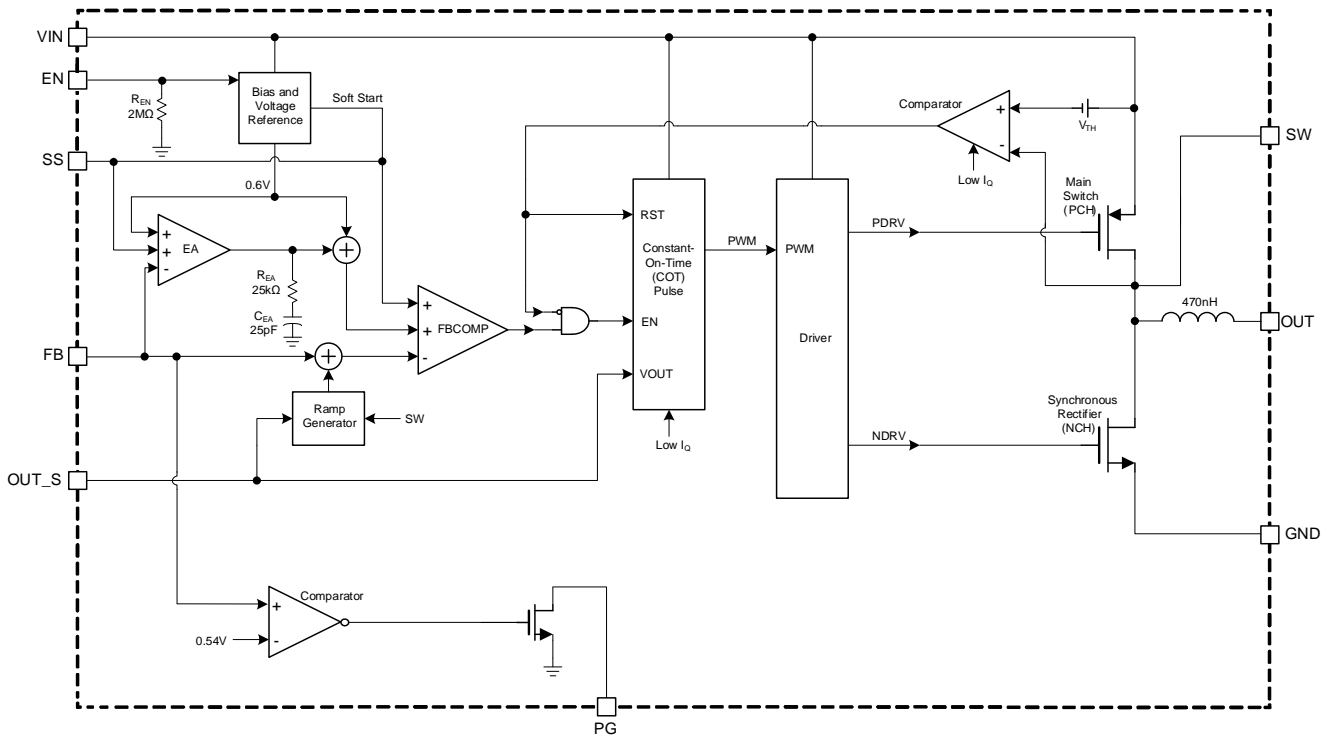 VIN
EN
R_EN
2MΩ
Bias and
Voltage
Reference
Soft Start
SS
0.6V
+
+
-
EA
+
R_EA
25kΩ
C_EA
25pF
+
+
-
FBCOMP
FB
+
Ramp
Generator
SW
OUT_S
RST
Constant-
On-Time
(COT)
Pulse
EN
VOUT
Low I_Q
PWM
PWM
Driver
PDRV
NDRV
Comparator
+
-
V_TH
Low I_Q
Main
Switch
(PCH)
SW
470nH
OUT
Synchronous
Rectifier
(NCH)
GND
Comparator
+
-
0.54V
PG